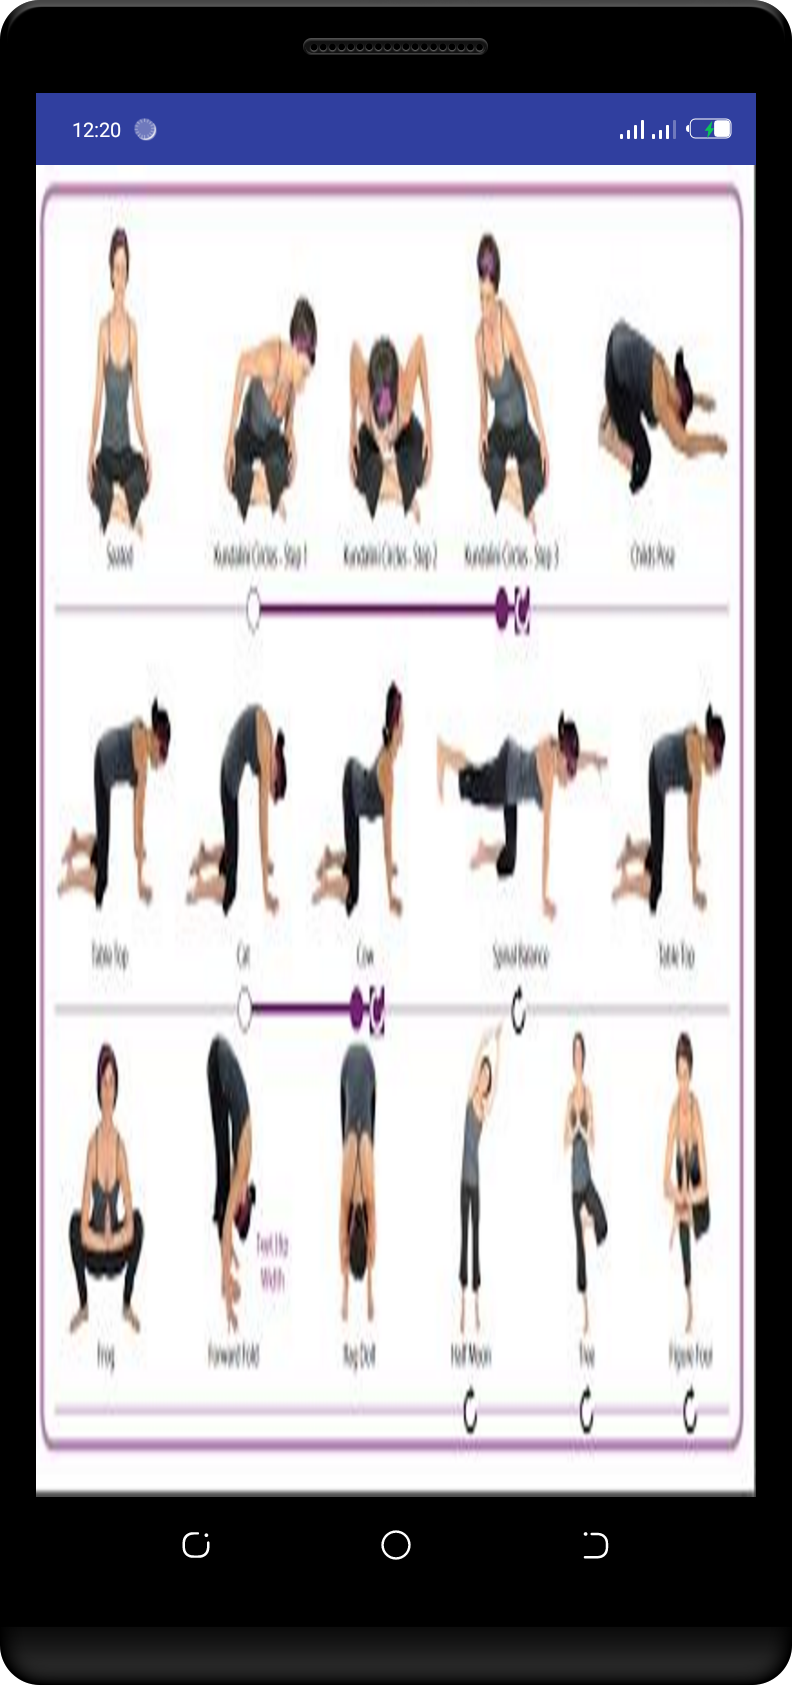 12:20
Seated
Kundalini Circles - Step 1
Kundalini Circles - Step 2
Kundalini Circles - Step 3
Childs Pose
Table Top
Cat
Cow
Spinal Balance
Table Top
Frog
Forward Fold
Feet Hip
Width
Rag Doll
Half Moon
Tree
Figure Four